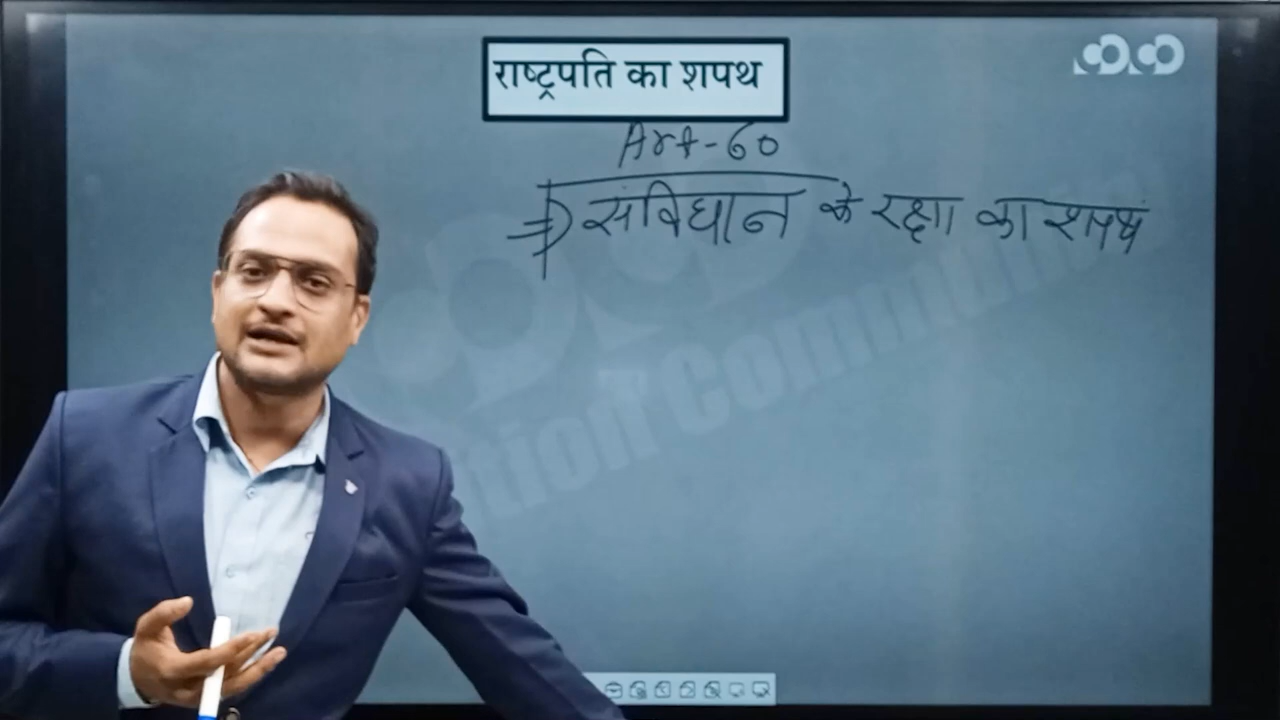 राष्ट्रपति का शपथ
Art-60
संविधान के रक्षा का शपथ